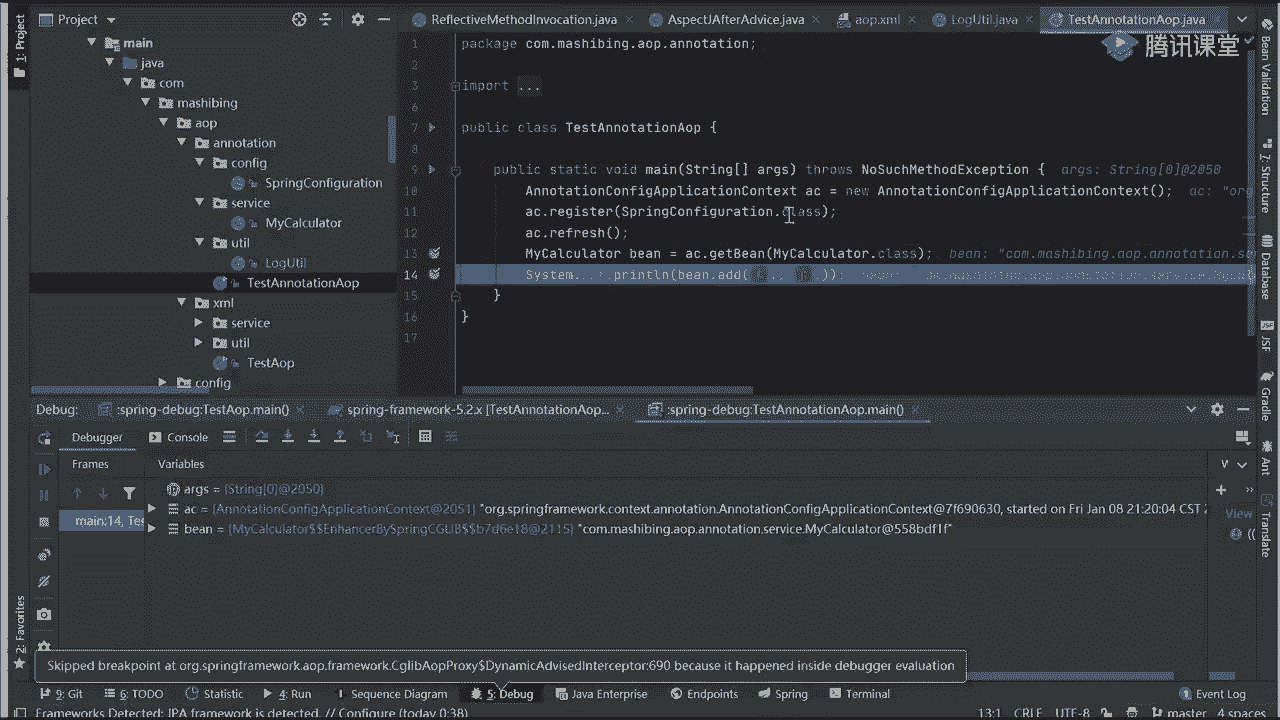 Project
ReflectiveMethodInvocation.java
AspectJAfterAdvice.java
aop.xml
LogUtil.java
TestAnnotationAop.java
腾讯课堂
1: Project
main
java
com
mashibing
aop
annotation
config
SpringConfiguration
service
MyCalculator
util
LogUtil
TestAnnotationAop
xml
service
util
TestAop
config
1 package com.mashibing.aop.annotation;
2
3 import ...
6
7 public class TestAnnotationAop {
8
9 public static void main(String[] args) throws NoSuchMethodException { args: String[0]@2050
10 AnnotationConfigApplicationContext ac = new AnnotationConfigApplicationContext(); ac: "org
11 ac.register(SpringConfiguration.class);
12 ac.refresh();
13 MyCalculator bean = ac.getBean(MyCalculator.class); bean: "com.mashibing.aop.annotation.se
14 System. .println(bean.add(
15 }
16 }
17
Bean Validation
7: Structure
Database
JSF
Gradle
Ant
Translate
Debug:
:spring-debug:TestAop.main()
spring-framework-5.2.x [TestAnnotationAop...
:spring-debug:TestAnnotationAop.main()
Debugger
Console
Frames
Variables
main:14, Tes
args = {String[0]@2050}
ac = {AnnotationConfigApplicationContext@2051} "org.springframework.context.annotation.AnnotationConfigApplicationContext@7f690630, started on Fri Jan 08 21:20:04 CST 2
bean = {MyCalculator$$EnhancerBySpringCGLIB$$b7d6e18@2115} "com.mashibing.aop.annotation.service.MyCalculator@558bdf1f"
View
2: Favorites
Skipped breakpoint at org.springframework.aop.framework.CglibAopProxy$DynamicAdvisedInterceptor:690 because it happened inside debugger evaluation
9: Git
6: TODO
Statistic
4: Run
Sequence Diagram
5: Debug
Java Enterprise
Endpoints
Spring
Terminal
Event Log
Frameworks Detected: JPA framework is detected. // Configure (today 0:38)
13:1
CRLF
UTF-8
master
4 spaces